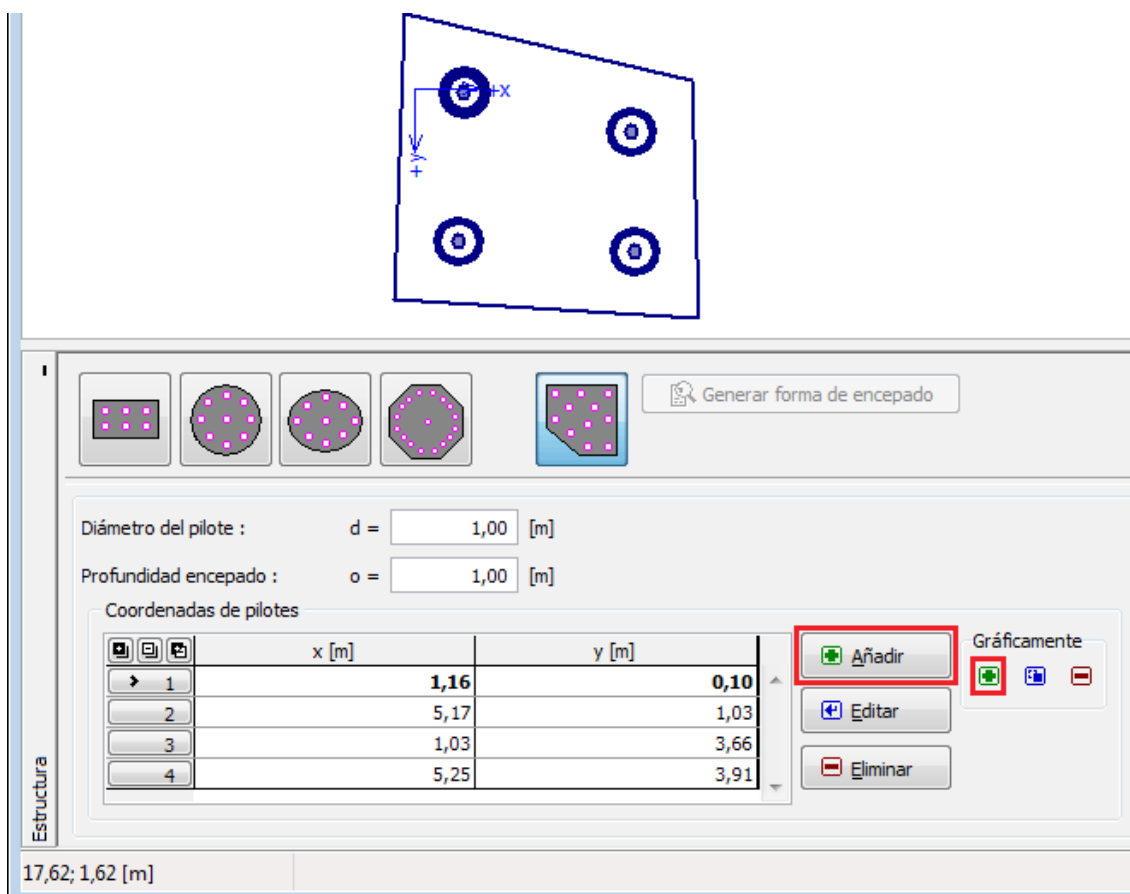 +x
+y
Generar forma de encepado
Diámetro del pilote : d = 1,00 [m]
Profundidad encepado : o = 1,00 [m]
Coordenadas de pilotes
x [m] y [m]
1 1,16 0,10
2 5,17 1,03
3 1,03 3,66
4 5,25 3,91
Añadir
Editar
Eliminar
Gráficamente
Estructura
17,62; 1,62 [m]